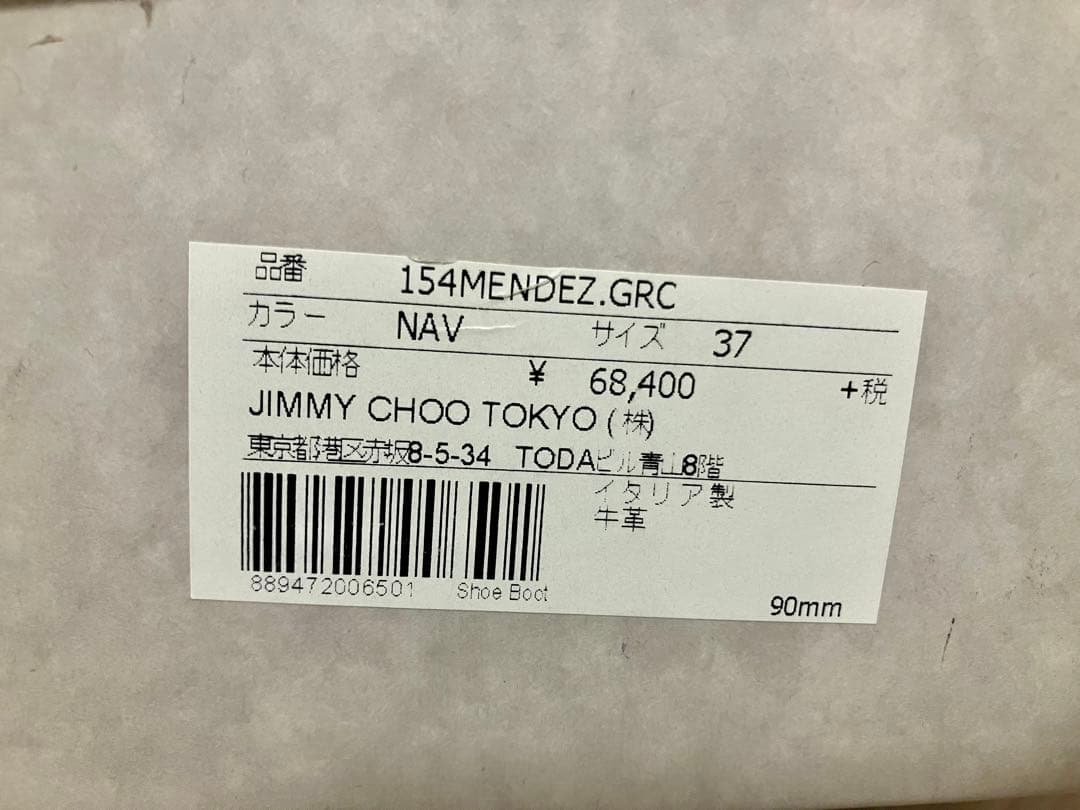 品番 154MENDEZ.GRC
カラー NAV サイズ 37
本体価格 ¥ 68,400 +税
JIMMY CHOO TOKYO (株)
東京都港区赤坂8-5-34 TODAビル青山8階
イタリア製
牛革
889472006501 Shoe Boot
90mm